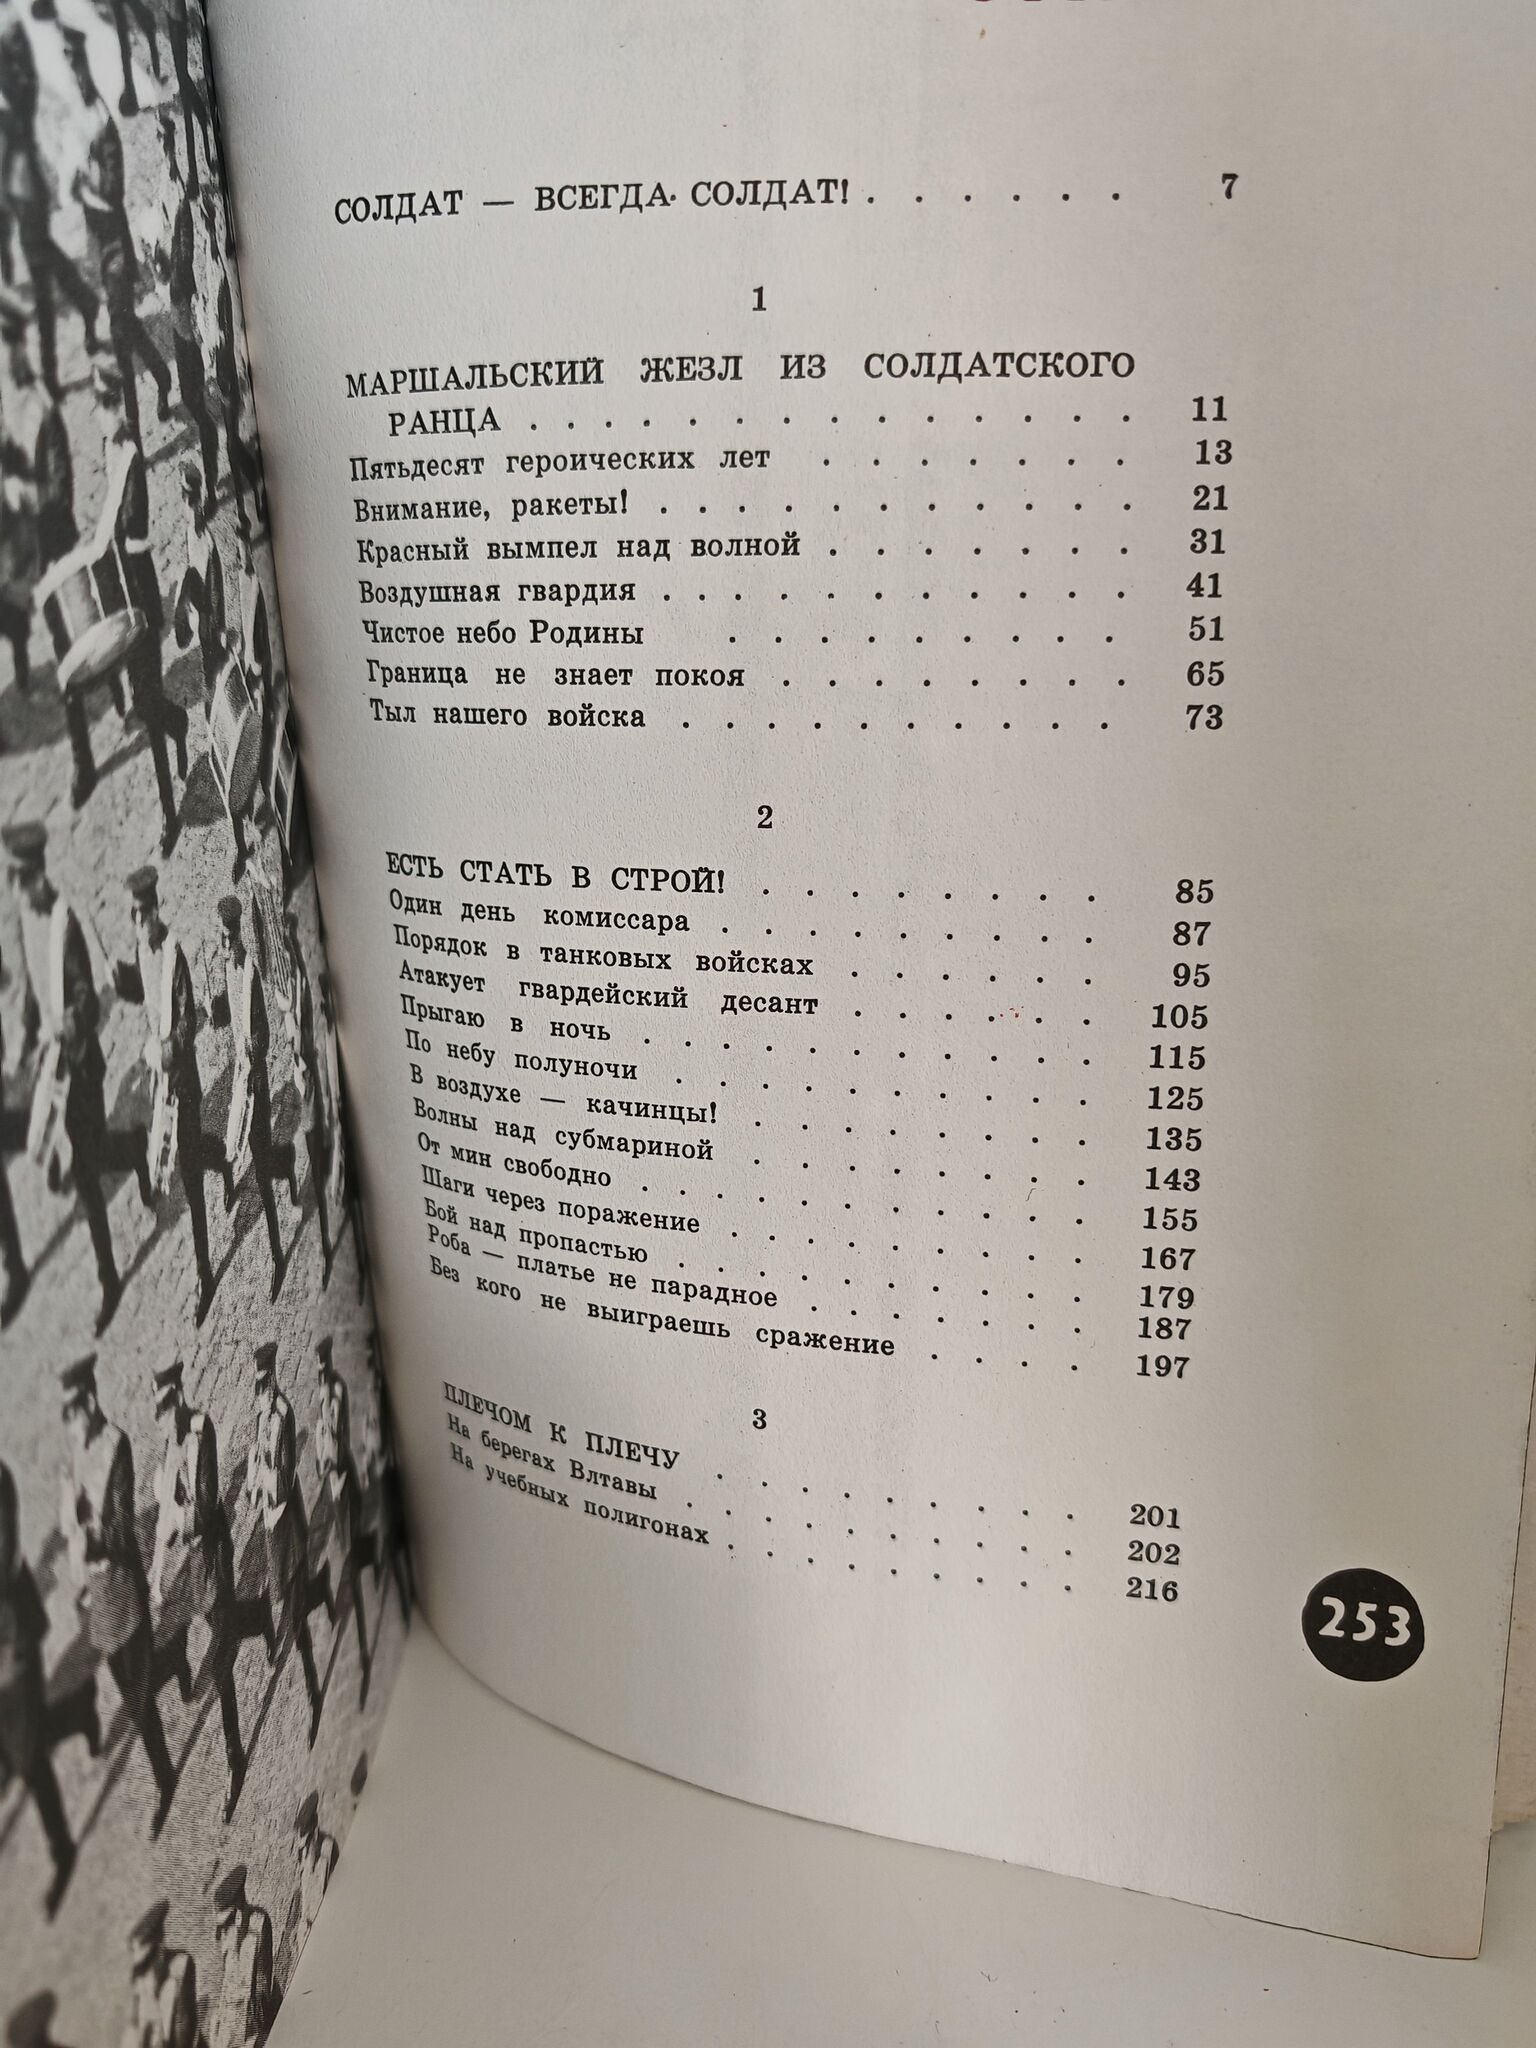 СОЛДАТ — ВСЕГДА СОЛДАТ! . . . . . . 7
1
МАРШАЛЬСКИЙ ЖЕЗЛ ИЗ СОЛДАТСКОГО
РАНЦА . . . . . . . . . . . . . . 11
Пятьдесят героических лет . . . . . . . 13
Внимание, ракеты! . . . . . . . . . . . 21
Красный вымпел над волной . . . . . . . 31
Воздушная гвардия . . . . . . . . . . . 41
Чистое небо Родины . . . . . . . . . 51
Граница не знает покоя . . . . . . . . 65
Тыл нашего войска . . . . . . . . . . 73
2
ЕСТЬ СТАТЬ В СТРОЙ! . . . . . . . . 85
Один день комиссара . . . . . . . . . 87
Порядок в танковых войсках . . . . . . 95
Атакует гвардейский десант . . . . . . 105
Прыгаю в ночь . . . . . . . . . . . 115
По небу полуночи . . . . . . . . . . 125
В воздухе — качинцы! . . . . . . . . 135
Волны над субмариной . . . . . . . . 143
От мин свободно . . . . . . . . . . . 155
Шаги через поражение . . . . . . . . . 167
Бой над пропастью . . . . . . . . . . 179
Роба — платье не парадное . . . . . . . 187
Без кого не выиграешь сражение . . . . 197
3
ПЛЕЧОМ К ПЛЕЧУ . . . . . . . . . 201
На берегах Влтавы . . . . . . . . . . 202
На учебных полигонах . . . . . . . . . 216
253